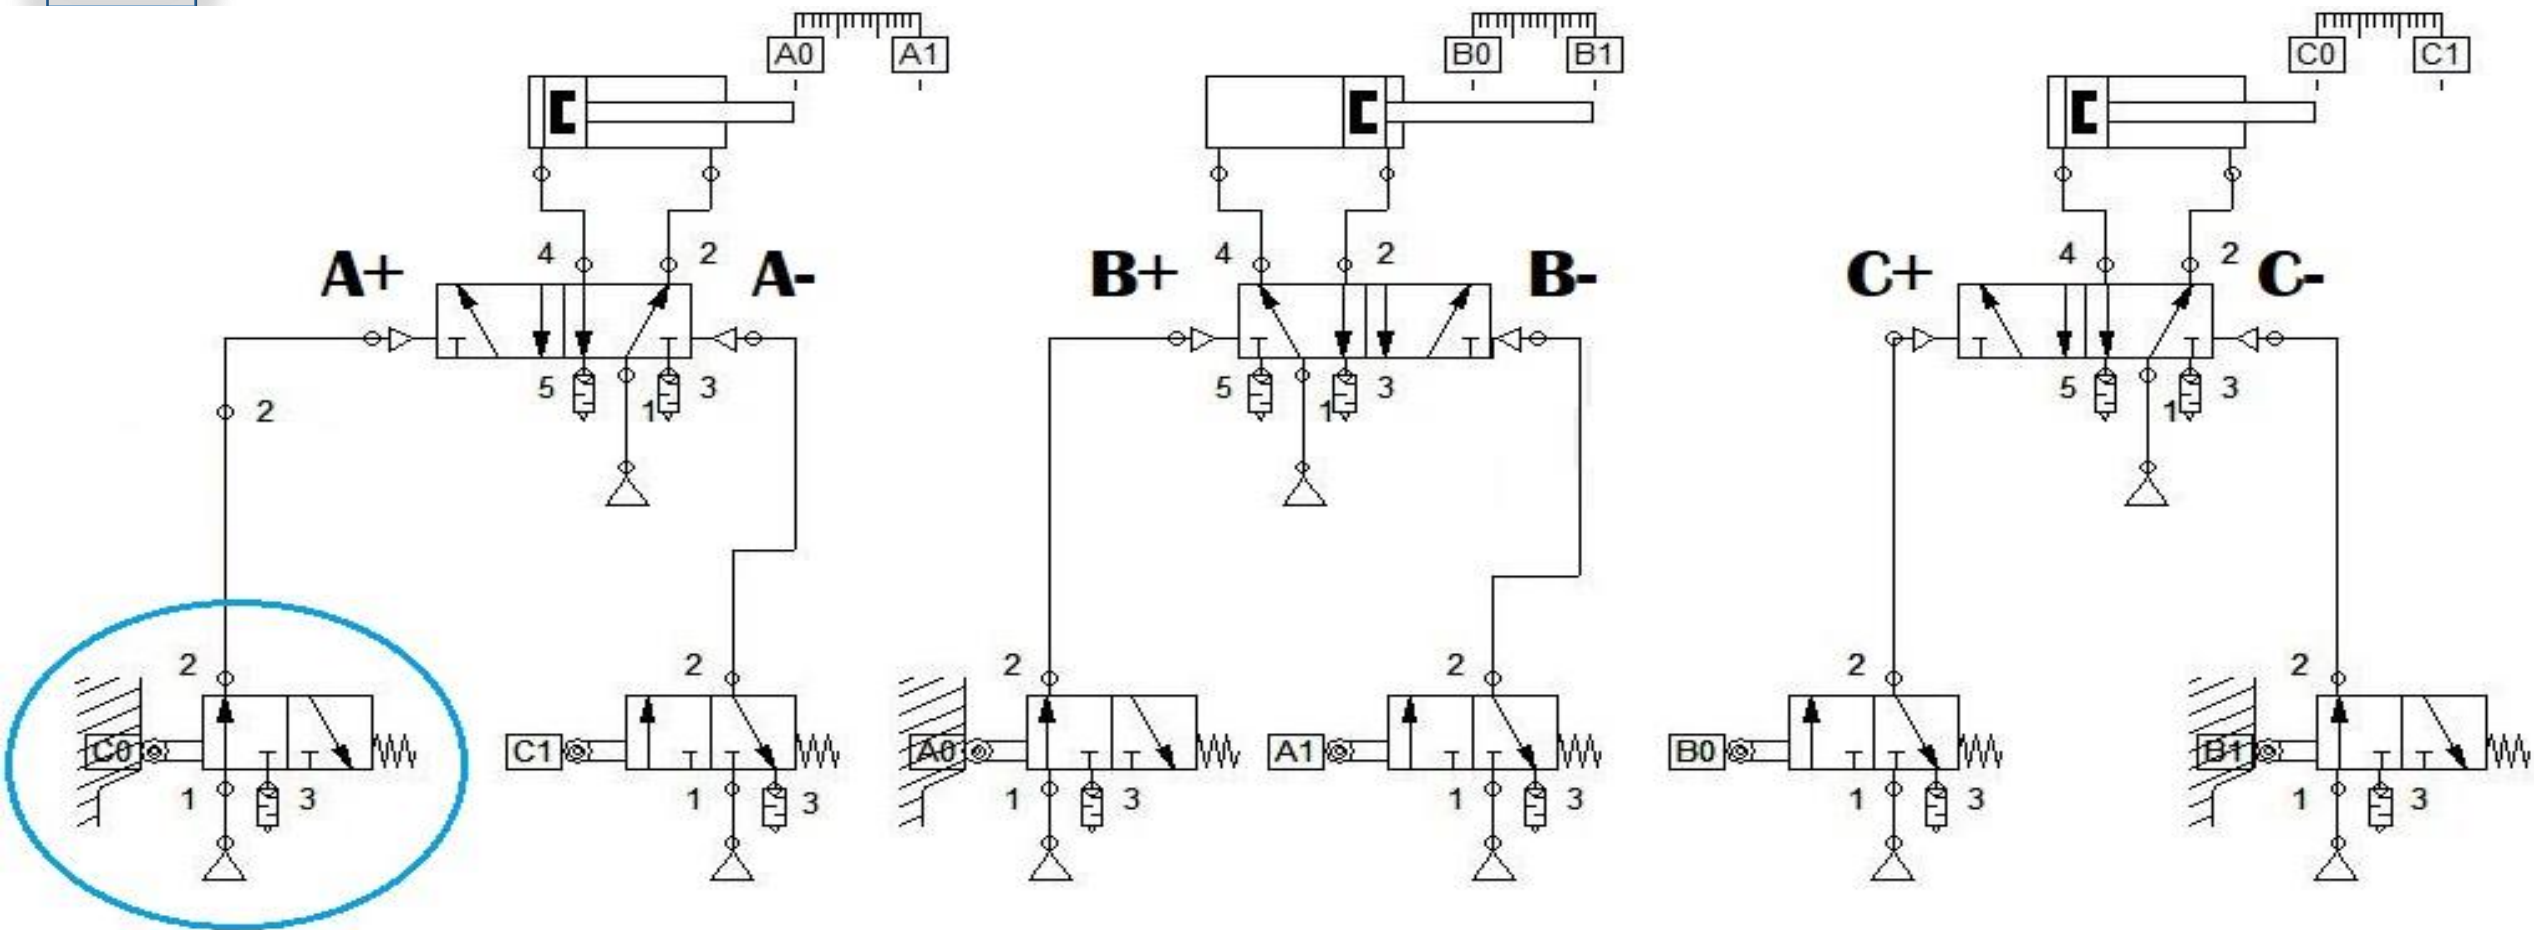 A0 A1 B0 B1 C0 C1
A+ 4 2 A- B+ 4 2 B- C+ 4 2 C-
5 1 3 5 1 3 5 1 3
2
2 2 2 2 2 2
C0 C1 A0 A1 B0 B1
1 3 1 3 1 3 1 3 1 3 1 3